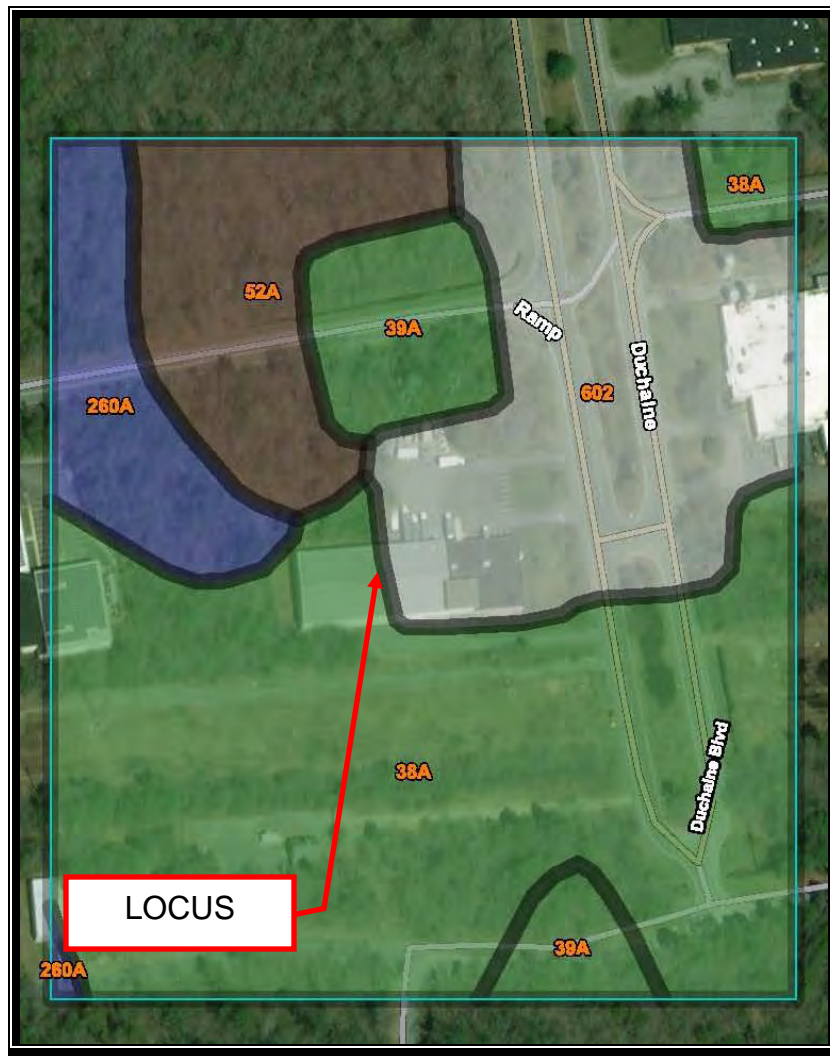 38A
52A
39A
Ramp
Duchaine
260A
602
38A
Duchaine Blvd
LOCUS
39A
260A